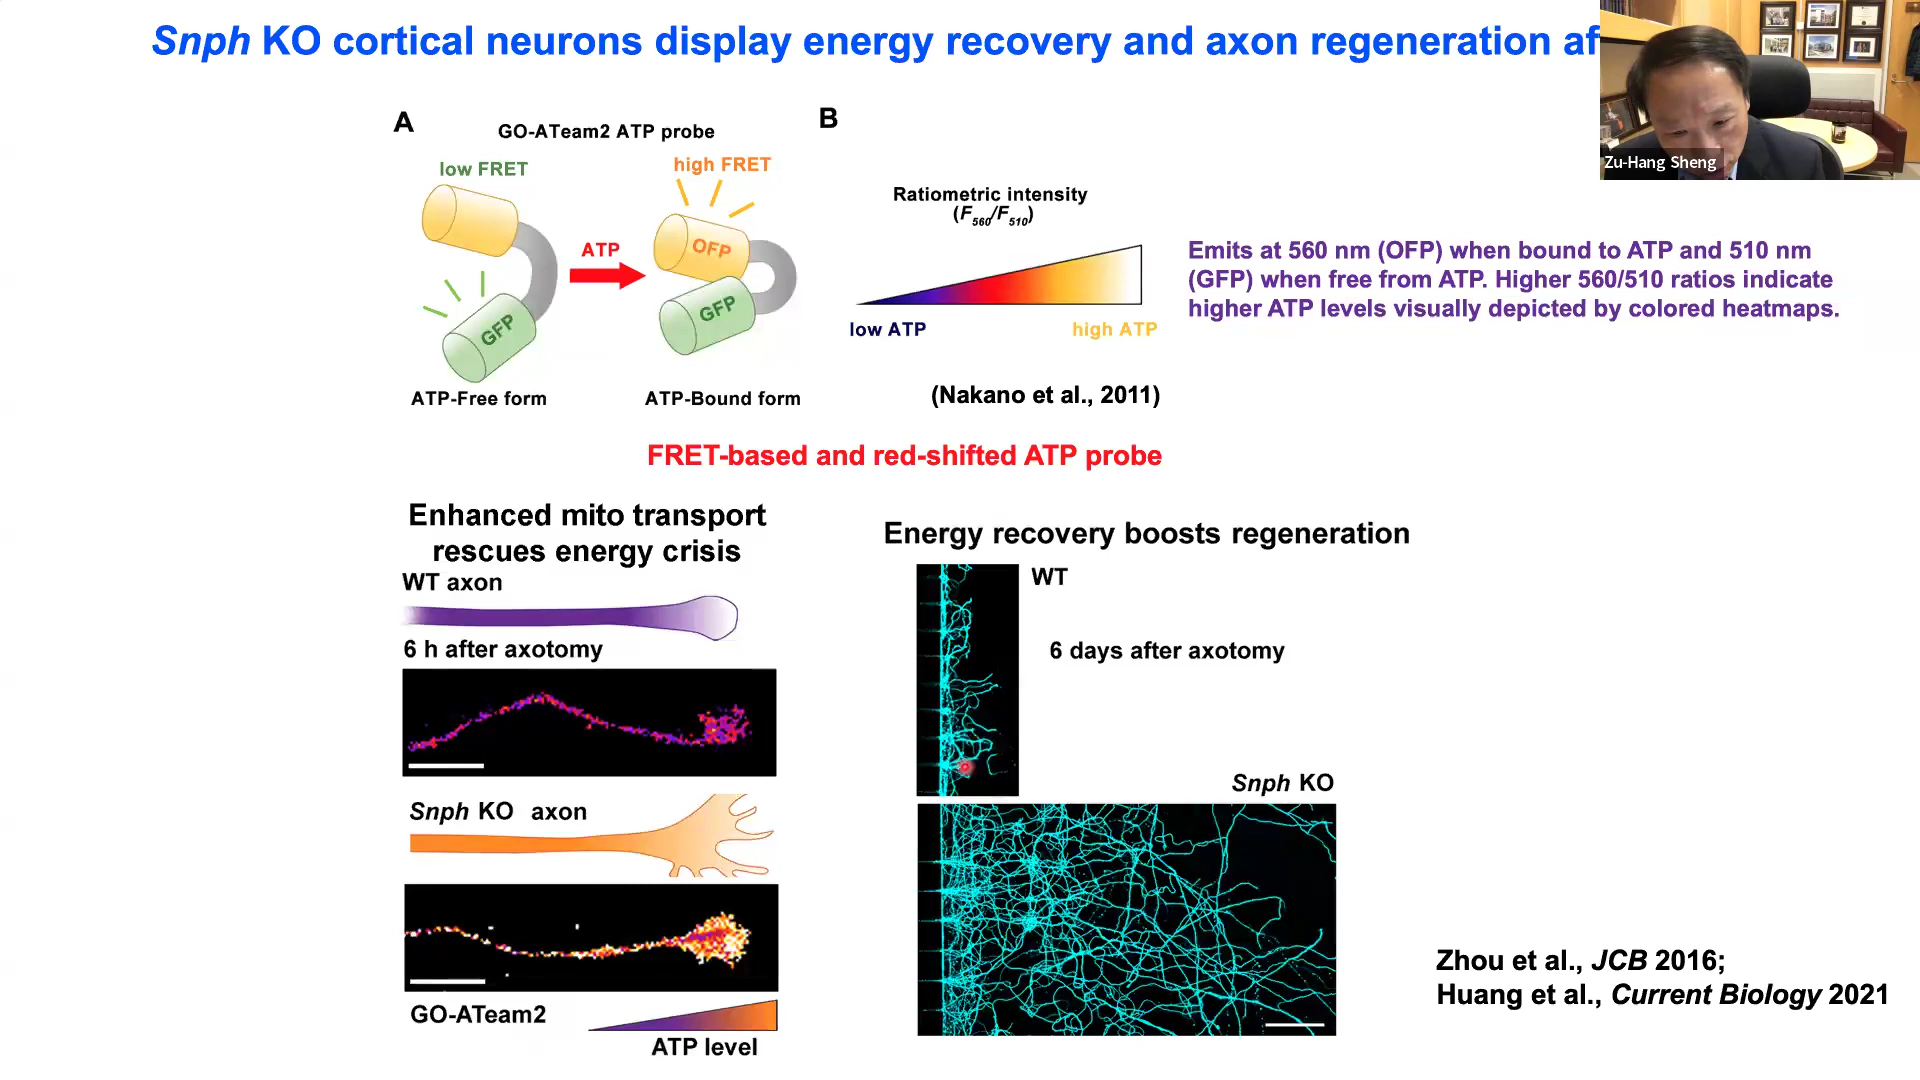 Snph KO cortical neurons display energy recovery and axon regeneration af
Zu-Hang Sheng
A
GO-ATeam2 ATP probe
low FRET
high FRET
ATP
OFP
GFP
GFP
ATP-Free form
ATP-Bound form
B
Ratiometric intensity
(F560/F510)
low ATP
high ATP
(Nakano et al., 2011)
Emits at 560 nm (OFP) when bound to ATP and 510 nm
(GFP) when free from ATP. Higher 560/510 ratios indicate
higher ATP levels visually depicted by colored heatmaps.
FRET-based and red-shifted ATP probe
Enhanced mito transport
rescues energy crisis
WT axon
6 h after axotomy
Snph KO axon
GO-ATeam2
ATP level
Energy recovery boosts regeneration
WT
6 days after axotomy
Snph KO
Zhou et al., JCB 2016;
Huang et al., Current Biology 2021